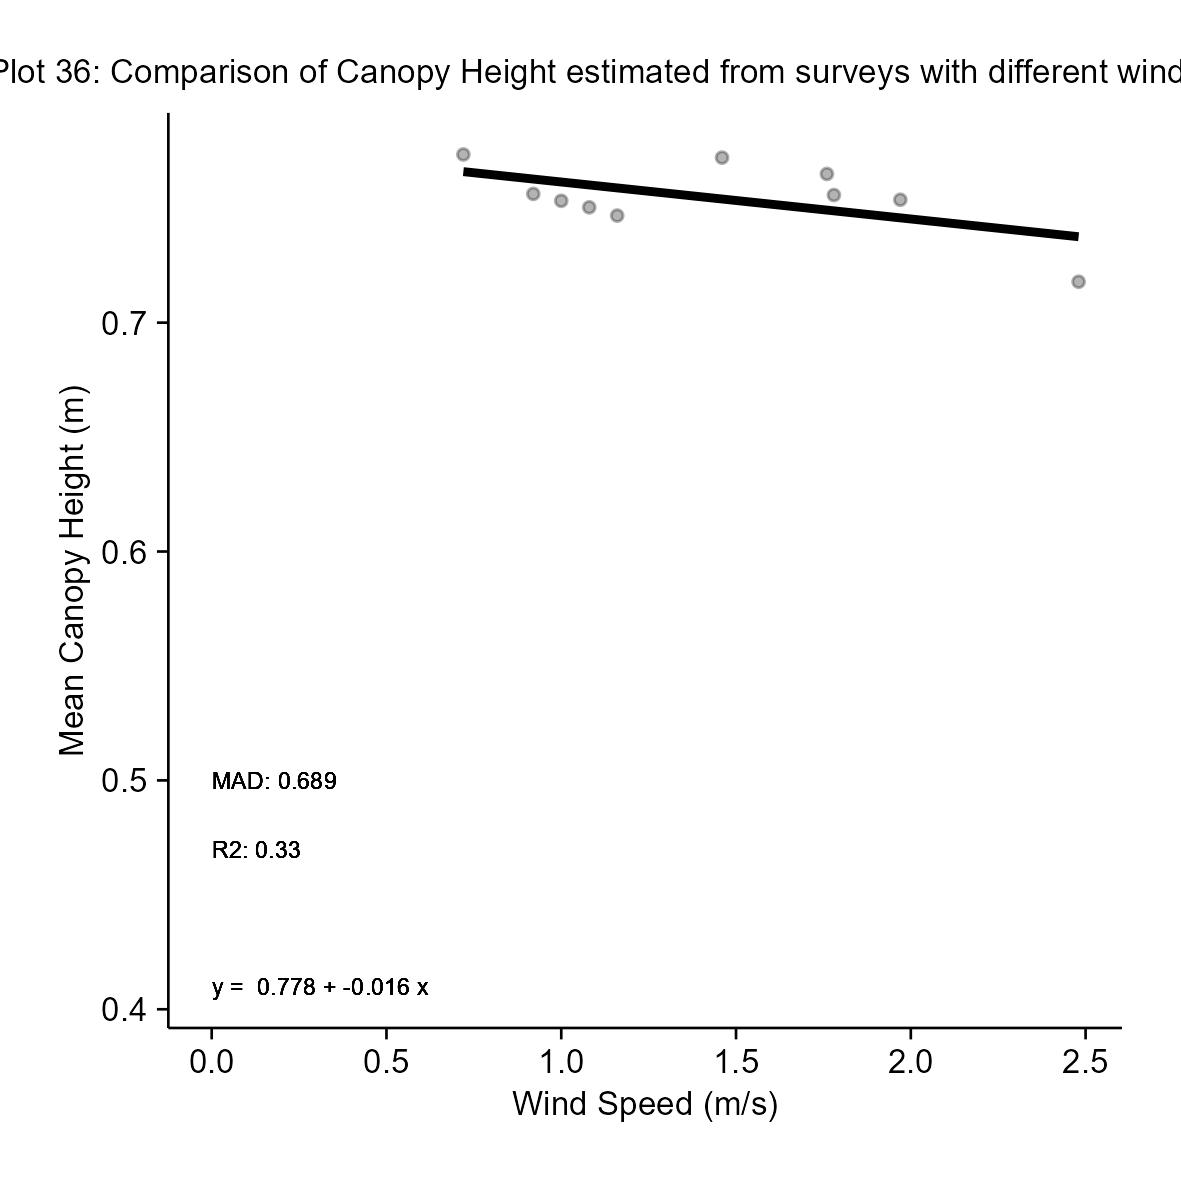 Plot 36: Comparison of Canopy Height estimated from surveys with different wind
0.7
0.6
0.5
0.4
Mean Canopy Height (m)
MAD: 0.689
R2: 0.33
y = 0.778 + -0.016 x
0.0 0.5 1.0 1.5 2.0 2.5
Wind Speed (m/s)